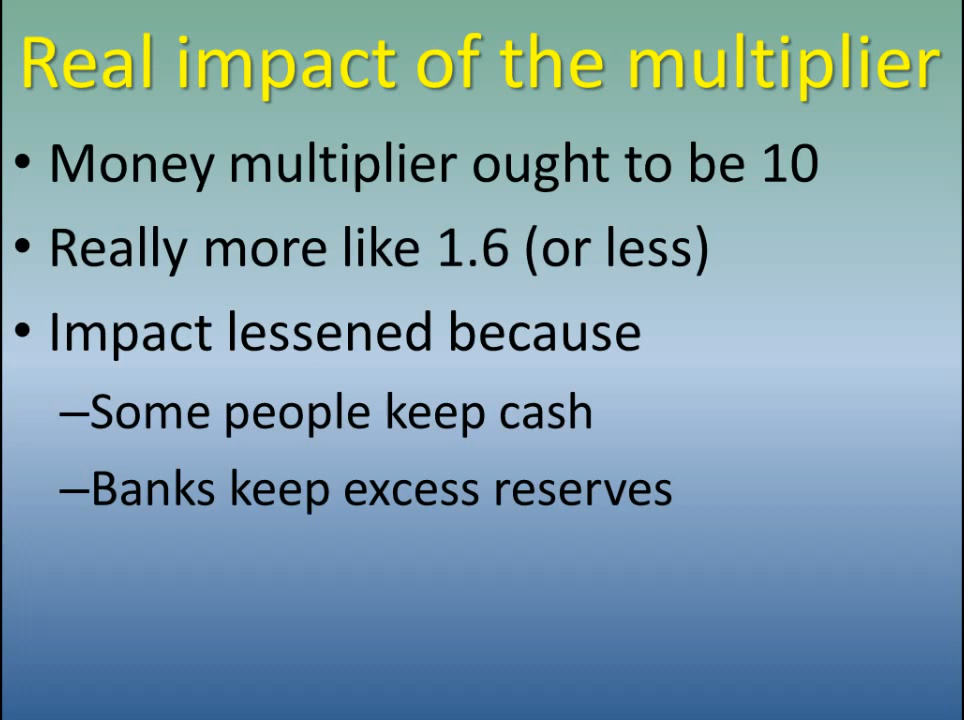 Real impact of the multiplier
• Money multiplier ought to be 10
• Really more like 1.6 (or less)
• Impact lessened because
–Some people keep cash
–Banks keep excess reserves